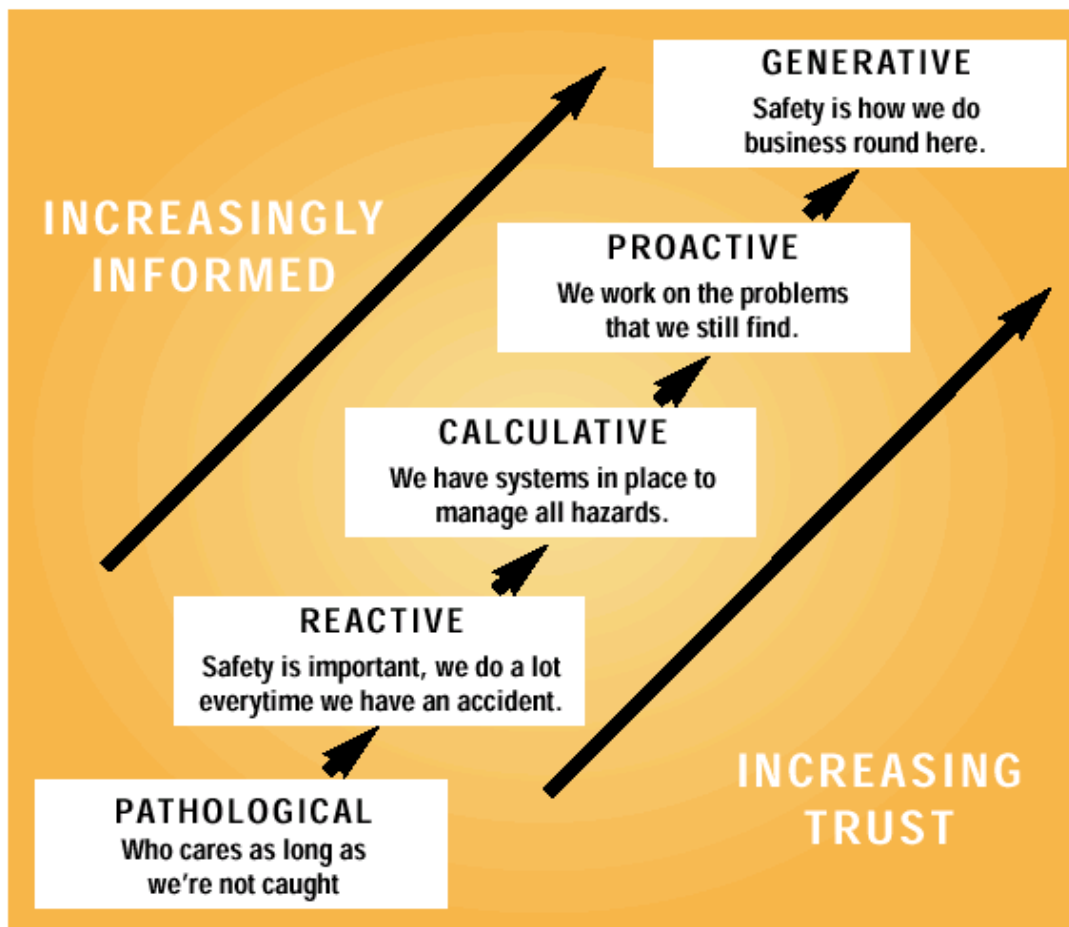 GENERATIVE
Safety is how we do
business round here.
INCREASINGLY
INFORMED
PROACTIVE
We work on the problems
that we still find.
CALCULATIVE
We have systems in place to
manage all hazards.
REACTIVE
Safety is important, we do a lot
everytime we have an accident.
INCREASING
TRUST
PATHOLOGICAL
Who cares as long as
we're not caught